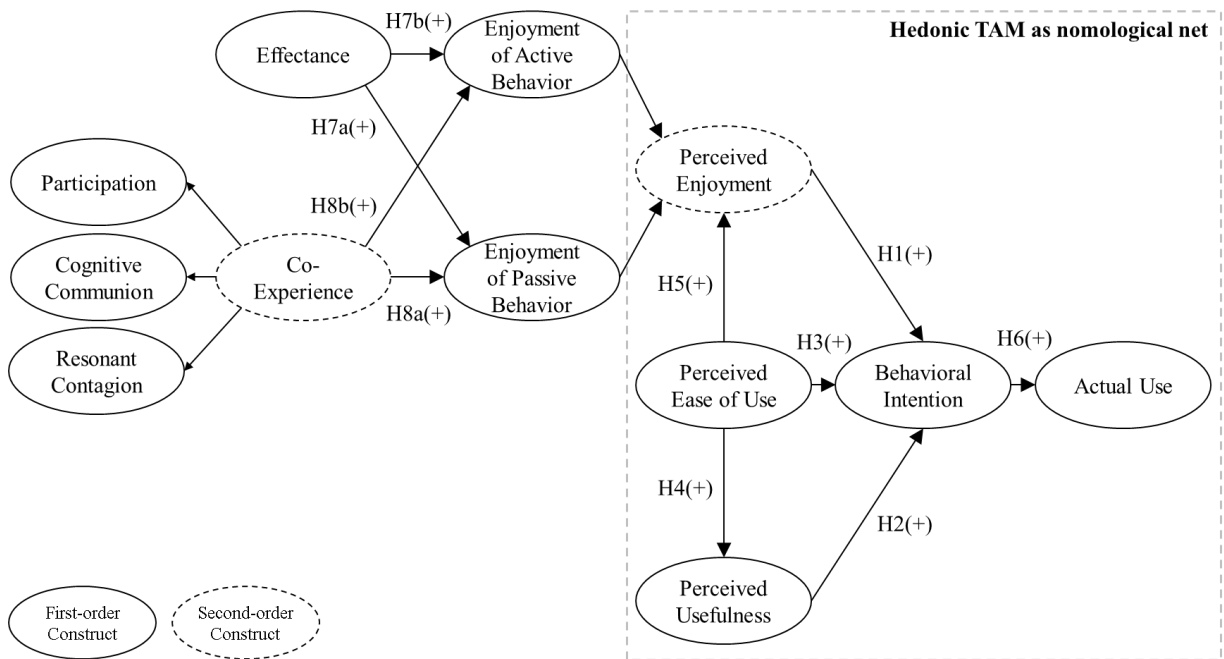 Hedonic TAM as nomological net
Effectance
H7b(+)
Enjoyment
of Active
Behavior
H7a(+)
Participation
Perceived
Enjoyment
H8b(+)
Cognitive
Communion
Co-
Experience
Enjoyment
of Passive
Behavior
H8a(+)
H1(+)
H5(+)
Resonant
Contagion
H3(+)
H6(+)
Perceived
Ease of Use
Behavioral
Intention
Actual Use
H4(+)
H2(+)
Perceived
Usefulness
First-order
Construct
Second-order
Construct